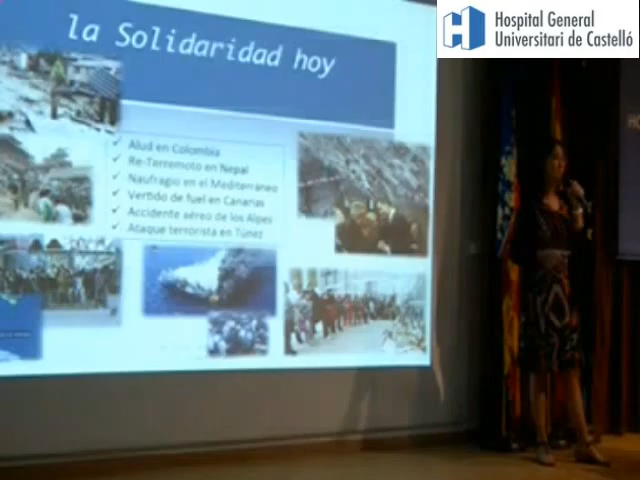 Hospital General
Universitari de Castelló
la Solidaridad hoy
✓ Alud en Colombia
✓ Re-Terremoto en Nepal
✓ Naufragio en el Mediterráneo
✓ Vertido de fuel en Canarias
✓ Accidente aéreo de los Alpes
✓ Ataque terrorista en Túnez